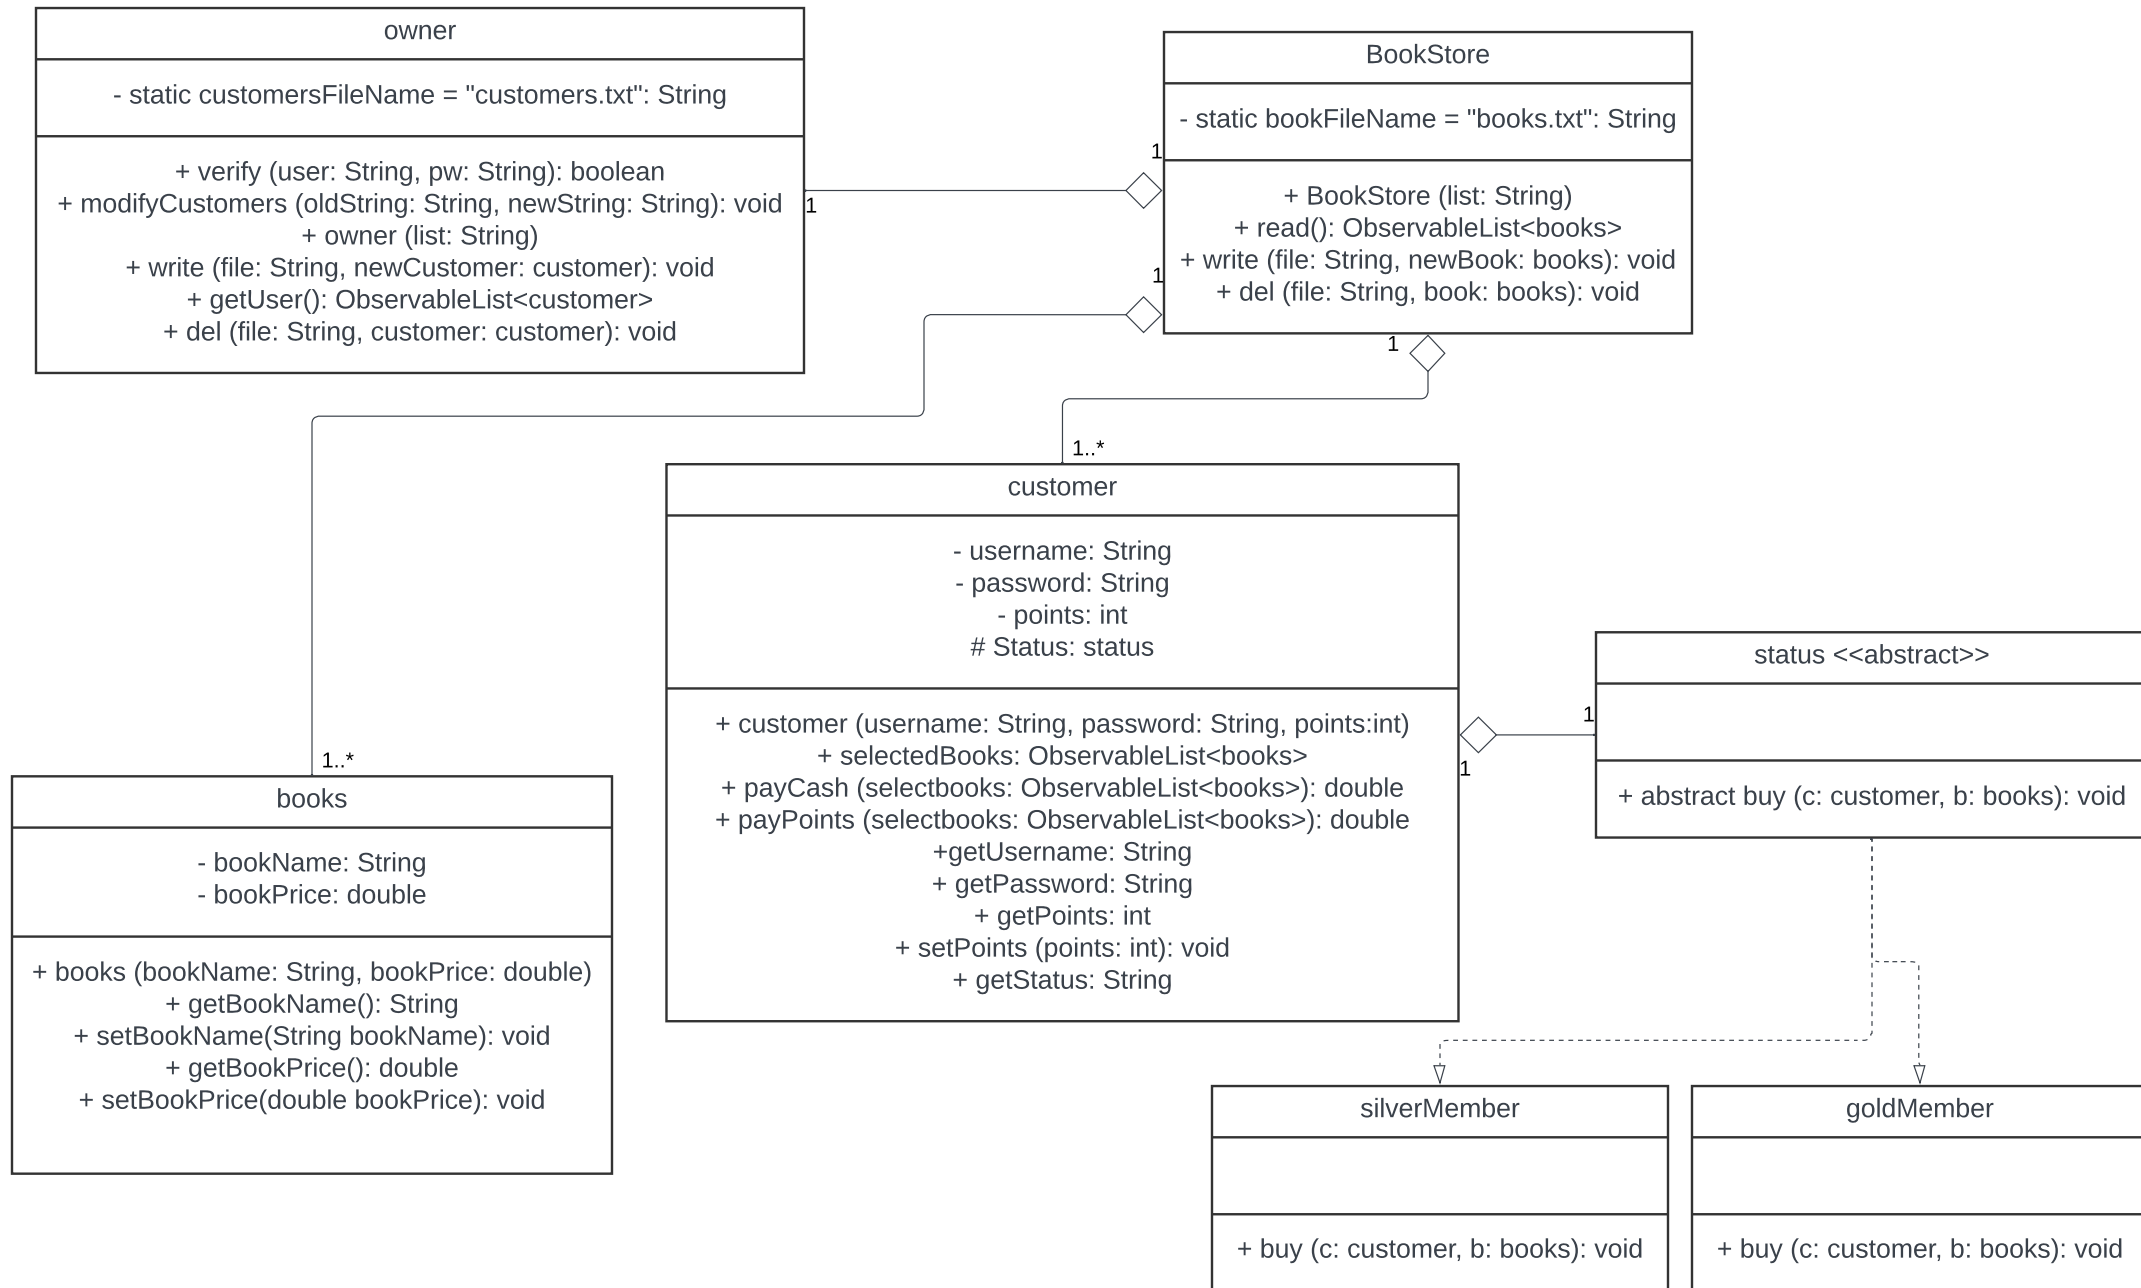 owner
- static customersFileName = "customers.txt": String
+ verify (user: String, pw: String): boolean
+ modifyCustomers (oldString: String, newString: String): void
+ owner (list: String)
+ write (file: String, newCustomer: customer): void
+ getUser(): ObservableList<customer>
+ del (file: String, customer: customer): void
1
1
BookStore
- static bookFileName = "books.txt": String
+ BookStore (list: String)
+ read(): ObservableList<books>
+ write (file: String, newBook: books): void
+ del (file: String, book: books): void
1
1
1..*
customer
- username: String
- password: String
- points: int
# Status: status
+ customer (username: String, password: String, points:int)
+ selectedBooks: ObservableList<books>
+ payCash (selectbooks: ObservableList<books>): double
+ payPoints (selectbooks: ObservableList<books>): double
+getUsername: String
+ getPassword: String
+ getPoints: int
+ setPoints (points: int): void
+ getStatus: String
1
1
status <<abstract>>
+ abstract buy (c: customer, b: books): void
1..*
books
- bookName: String
- bookPrice: double
+ books (bookName: String, bookPrice: double)
+ getBookName(): String
+ setBookName(String bookName): void
+ getBookPrice(): double
+ setBookPrice(double bookPrice): void
silverMember
+ buy (c: customer, b: books): void
goldMember
+ buy (c: customer, b: books): void